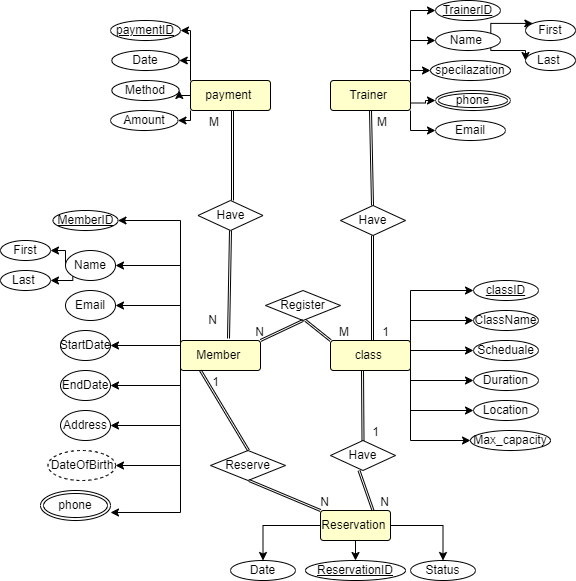 paymentID
Date
Method
Amount
payment
M
TrainerID
Name
First
Last
specilazation
phone
Email
Trainer
M
Have
Have
MemberID
First
Last
Name
Email
StartDate
EndDate
Address
DateOfBirth
phone
N
Register
N
M
1
Member
class
classID
ClassName
Scheduale
Duration
Location
Max_capacity
1
1
Reserve
Have
N
N
Reservation
Date
ReservationID
Status